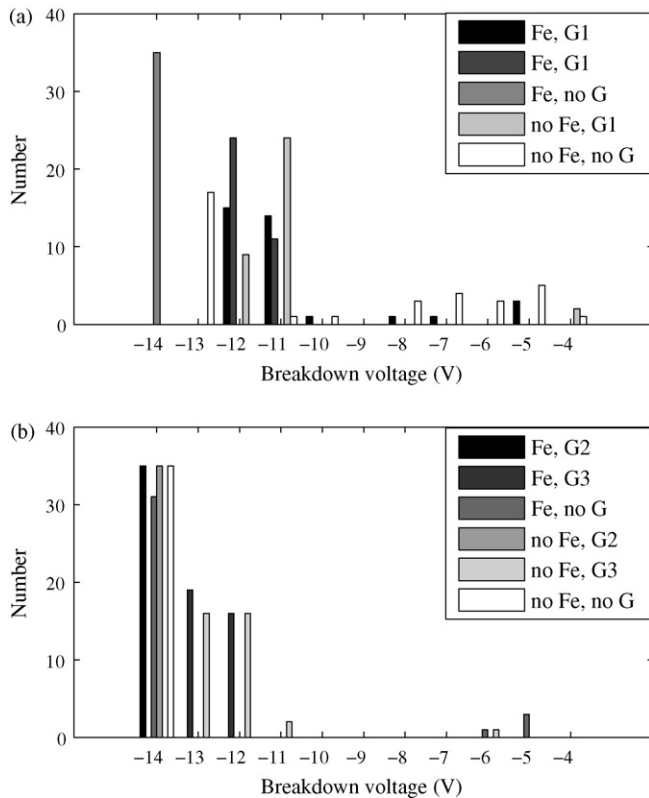 (a)
40
30
20
10
0
Number
−14 −13 −12 −11 −10 −9 −8 −7 −6 −5 −4
Breakdown voltage (V)
Fe, G1
Fe, G1
Fe, no G
no Fe, G1
no Fe, no G
(b)
40
30
20
10
0
Number
−14 −13 −12 −11 −10 −9 −8 −7 −6 −5 −4
Breakdown voltage (V)
Fe, G2
Fe, G3
Fe, no G
no Fe, G2
no Fe, G3
no Fe, no G